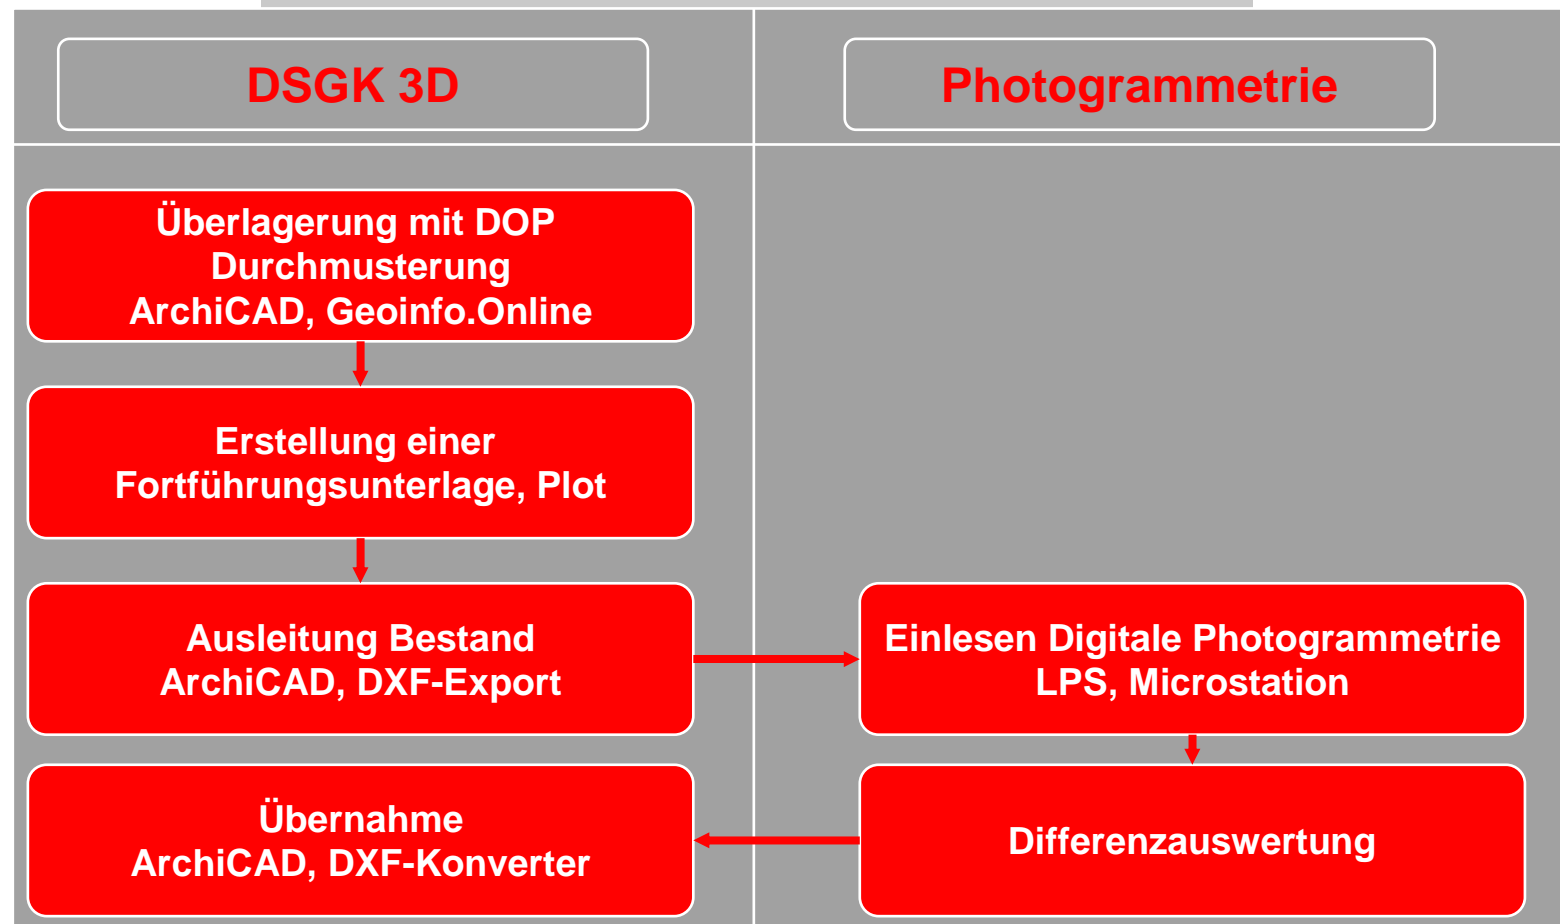 DSGK 3D
Photogrammetrie
Überlagerung mit DOP
Durchmusterung
ArchiCAD, Geoinfo.Online
Erstellung einer
Fortführungsunterlage, Plot
Ausleitung Bestand
ArchiCAD, DXF-Export
Einlesen Digitale Photogrammetrie
LPS, Microstation
Übernahme
ArchiCAD, DXF-Konverter
Differenzauswertung